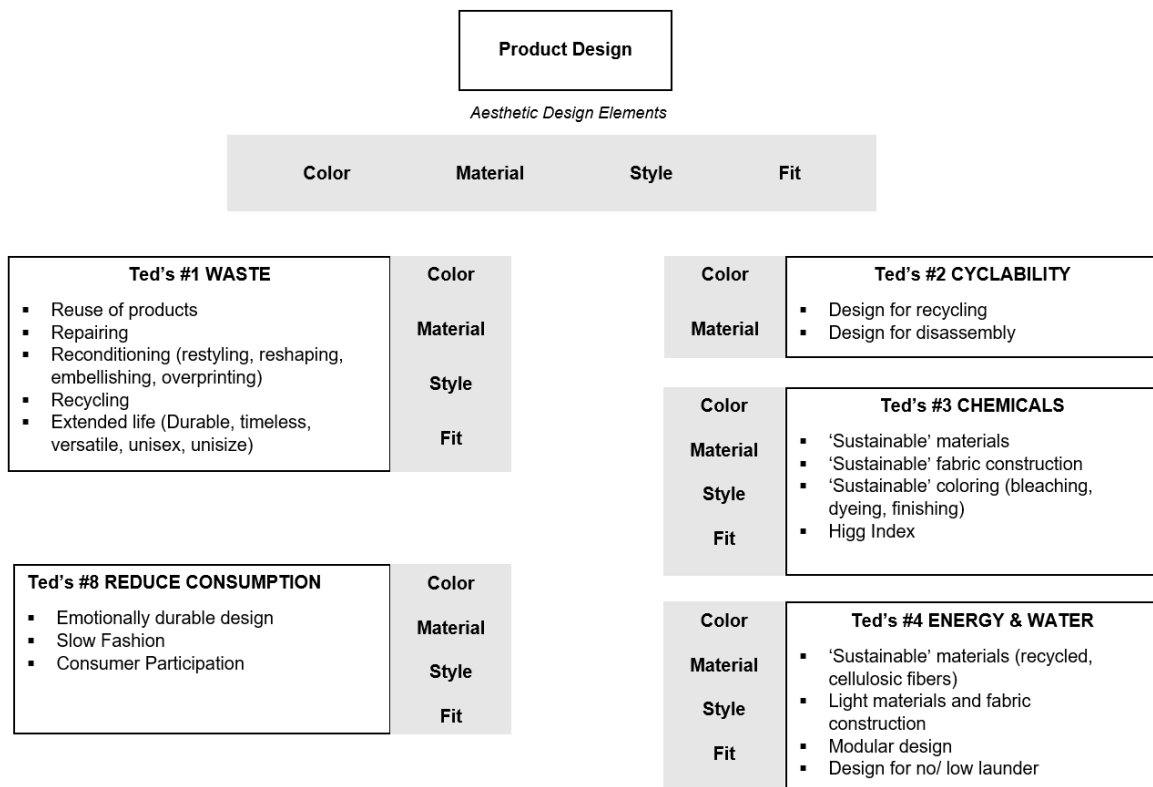 Product Design
Aesthetic Design Elements
Color Material Style Fit
Ted’s #1 WASTE
▪ Reuse of products
▪ Repairing
▪ Reconditioning (restyling, reshaping,
embellishing, overprinting)
▪ Recycling
▪ Extended life (Durable, timeless,
versatile, unisex, unisize)
Color
Material
Style
Fit
Color
Material
Ted’s #2 CYCLABILITY
▪ Design for recycling
▪ Design for disassembly
Color
Material
Style
Fit
Ted’s #3 CHEMICALS
▪ ‘Sustainable’ materials
▪ ‘Sustainable’ fabric construction
▪ ‘Sustainable’ coloring (bleaching,
dyeing, finishing)
▪ Higg Index
Ted’s #8 REDUCE CONSUMPTION
▪ Emotionally durable design
▪ Slow Fashion
▪ Consumer Participation
Color
Material
Style
Fit
Color
Material
Style
Fit
Ted’s #4 ENERGY & WATER
▪ ‘Sustainable’ materials (recycled,
cellulosic fibers)
▪ Light materials and fabric
construction
▪ Modular design
▪ Design for no/ low launder